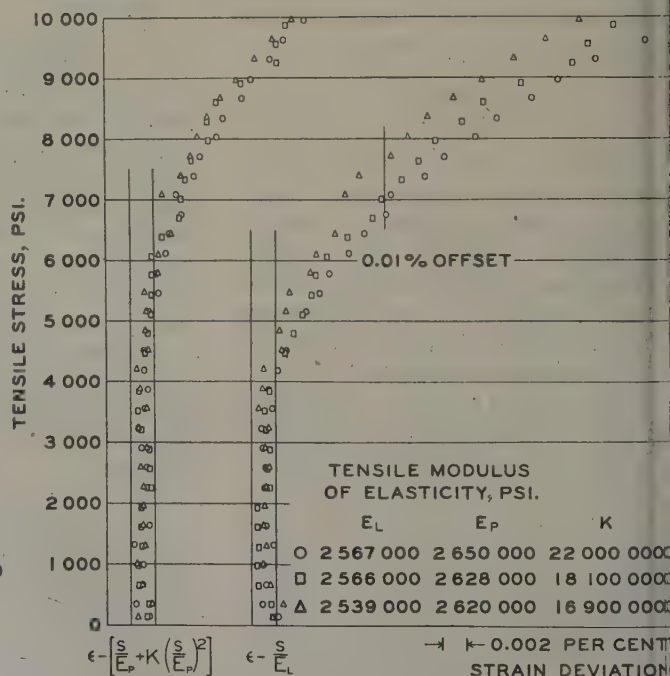 10 000
9 000
8 000
7 000
6 000
5 000
4 000
3 000
2 000
1 000
0
TENSILE STRESS, PSI.
0.01% OFFSET
TENSILE MODULUS
OF ELASTICITY, PSI.
E_L E_P K
○ 2 567 000 2 650 000 22 000 0000
□ 2 566 000 2 628 000 18 100 0000
△ 2 539 000 2 620 000 16 900 0000
ϵ-[S/E_P+K(S/E_P)²] ϵ-S/E_L →| |←0.002 PER CENT
STRAIN DEVIATION